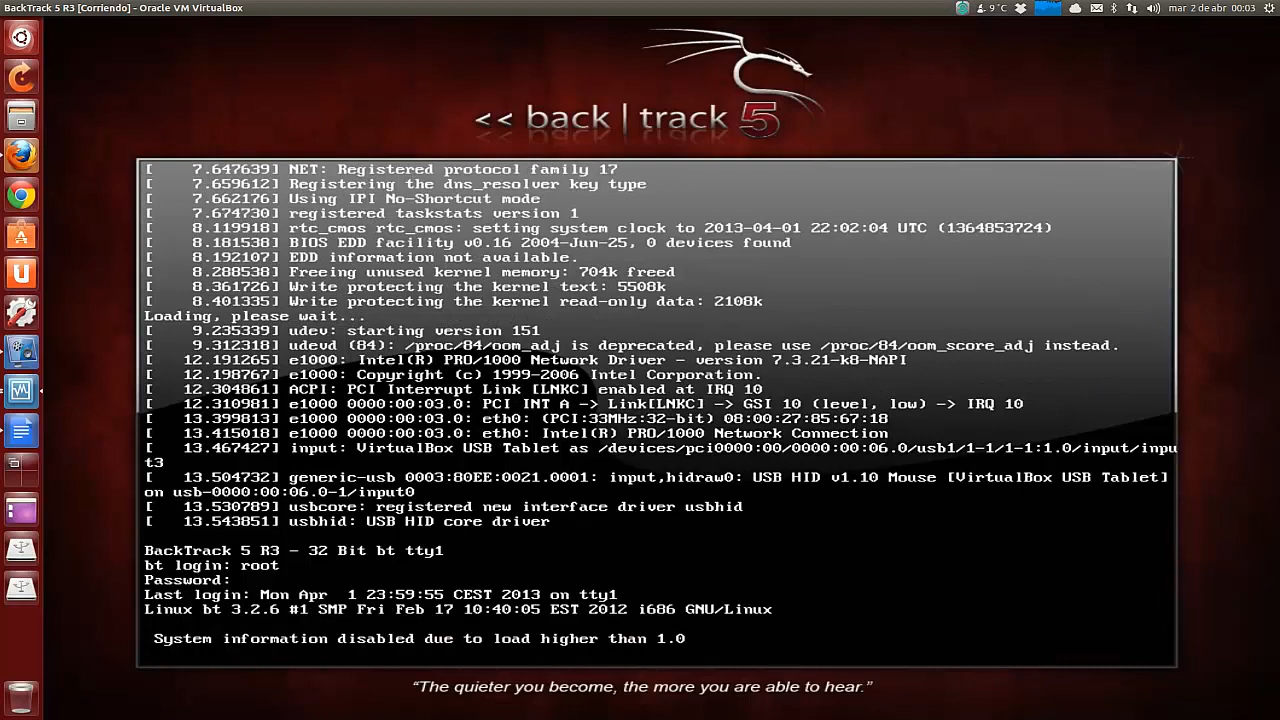 BackTrack 5 R3 [Corriendo] - Oracle VM VirtualBox
9°C
mar 2 de abr 00:03
<< back | track 5
[    7.647639] NET: Registered protocol family 17
[    7.659612] Registering the dns_resolver key type
[    7.662176] Using IPI No-Shortcut mode
[    7.674730] registered taskstats version 1
[    8.119918] rtc_cmos rtc_cmos: setting system clock to 2013-04-01 22:02:04 UTC (1364853724)
[    8.181538] BIOS EDD facility v0.16 2004-Jun-25, 0 devices found
[    8.192107] EDD information not available.
[    8.288538] Freeing unused kernel memory: 704k freed
[    8.361726] Write protecting the kernel text: 5508k
[    8.401335] Write protecting the kernel read-only data: 2108k
Loading, please wait...
[    9.235339] udev: starting version 151
[    9.312318] udevd (84): /proc/84/oom_adj is deprecated, please use /proc/84/oom_score_adj instead.
[   12.191265] e1000: Intel(R) PRO/1000 Network Driver - version 7.3.21-k8-NAPI
[   12.198767] e1000: Copyright (c) 1999-2006 Intel Corporation.
[   12.304861] ACPI: PCI Interrupt Link [LNKC] enabled at IRQ 10
[   12.310981] e1000 0000:00:03.0: PCI INT A -> Link[LNKC] -> GSI 10 (level, low) -> IRQ 10
[   13.399813] e1000 0000:00:03.0: eth0: (PCI:33MHz:32-bit) 08:00:27:85:67:18
[   13.415018] e1000 0000:00:03.0: eth0: Intel(R) PRO/1000 Network Connection
[   13.467427] input: VirtualBox USB Tablet as /devices/pci0000:00/0000:00:06.0/usb1/1-1/1-1:1.0/input/inpu
t3
[   13.504732] generic-usb 0003:80EE:0021.0001: input,hidraw0: USB HID v1.10 Mouse [VirtualBox USB Tablet]
on usb-0000:00:06.0-1/input0
[   13.530789] usbcore: registered new interface driver usbhid
[   13.543851] usbhid: USB HID core driver
BackTrack 5 R3 - 32 Bit bt tty1
bt login: root
Password:
Last login: Mon Apr  1 23:59:55 CEST 2013 on tty1
Linux bt 3.2.6 #1 SMP Fri Feb 17 10:40:05 EST 2012 i686 GNU/Linux
System information disabled due to load higher than 1.0
“The quieter you become, the more you are able to hear.”